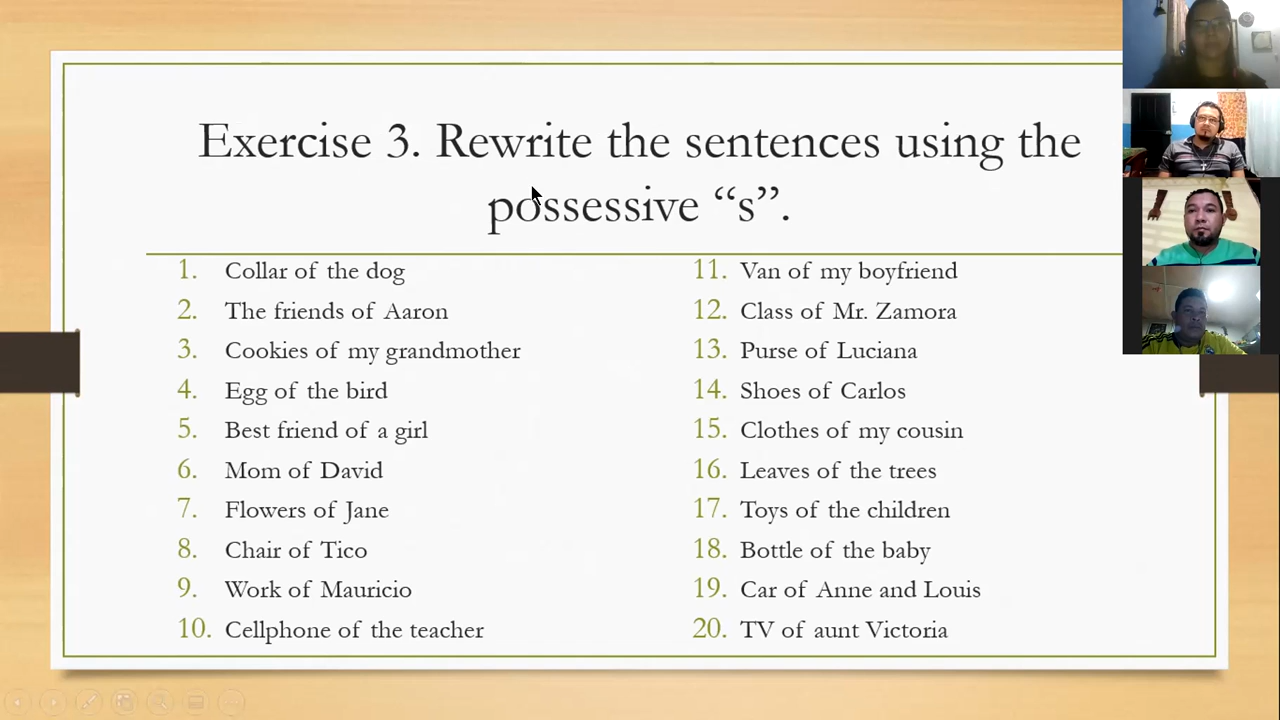 Exercise 3. Rewrite the sentences using the
possessive “s”.
1. Collar of the dog
2. The friends of Aaron
3. Cookies of my grandmother
4. Egg of the bird
5. Best friend of a girl
6. Mom of David
7. Flowers of Jane
8. Chair of Tico
9. Work of Mauricio
10. Cellphone of the teacher
11. Van of my boyfriend
12. Class of Mr. Zamora
13. Purse of Luciana
14. Shoes of Carlos
15. Clothes of my cousin
16. Leaves of the trees
17. Toys of the children
18. Bottle of the baby
19. Car of Anne and Louis
20. TV of aunt Victoria